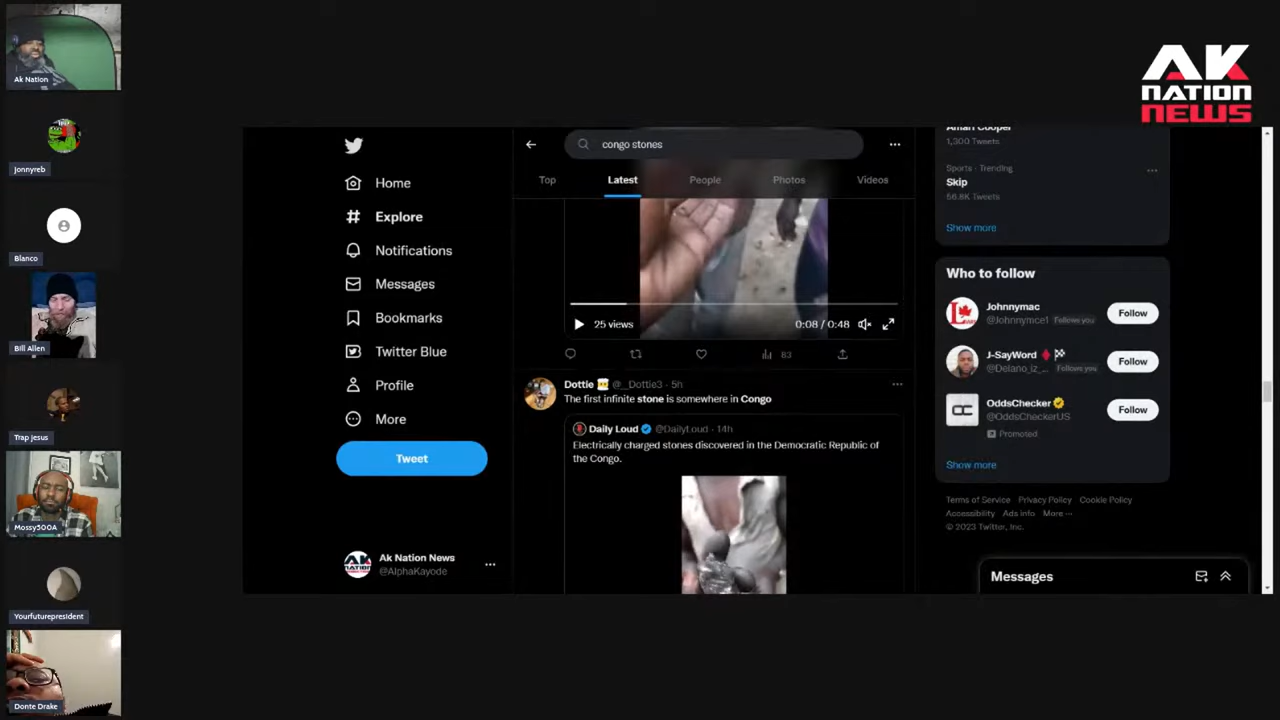 Ak Nation
Jonnyreb
Blanco
Bill Allen
Trap jesus
Mossy500A
Yourfuturepresident
Donte Drake
AK
NATION
NEWS
Home
Explore
Notifications
Messages
Bookmarks
Twitter Blue
Profile
More
Tweet
Ak Nation News
@AlphaKayode
congo stones
Top
Latest
People
Photos
Videos
25 views
0:08 / 0:48
83
Dottie @__Dottie3 · 5h
The first infinite stone is somewhere in Congo
Daily Loud @DailyLoud · 14h
Electrically charged stones discovered in the Democratic Republic of
the Congo.
Amari Cooper
1,300 Tweets
Sports · Trending
Skip
56.8K Tweets
Show more
Who to follow
Johnnymac
@Johnnymce1 Follows you
Follow
J-SayWord
@Delano_iz_... Follows you
Follow
OddsChecker
@OddsCheckerUS
Follow
Promoted
Show more
Terms of Service Privacy Policy Cookie Policy
Accessibility Ads info More ···
© 2023 Twitter, Inc.
Messages